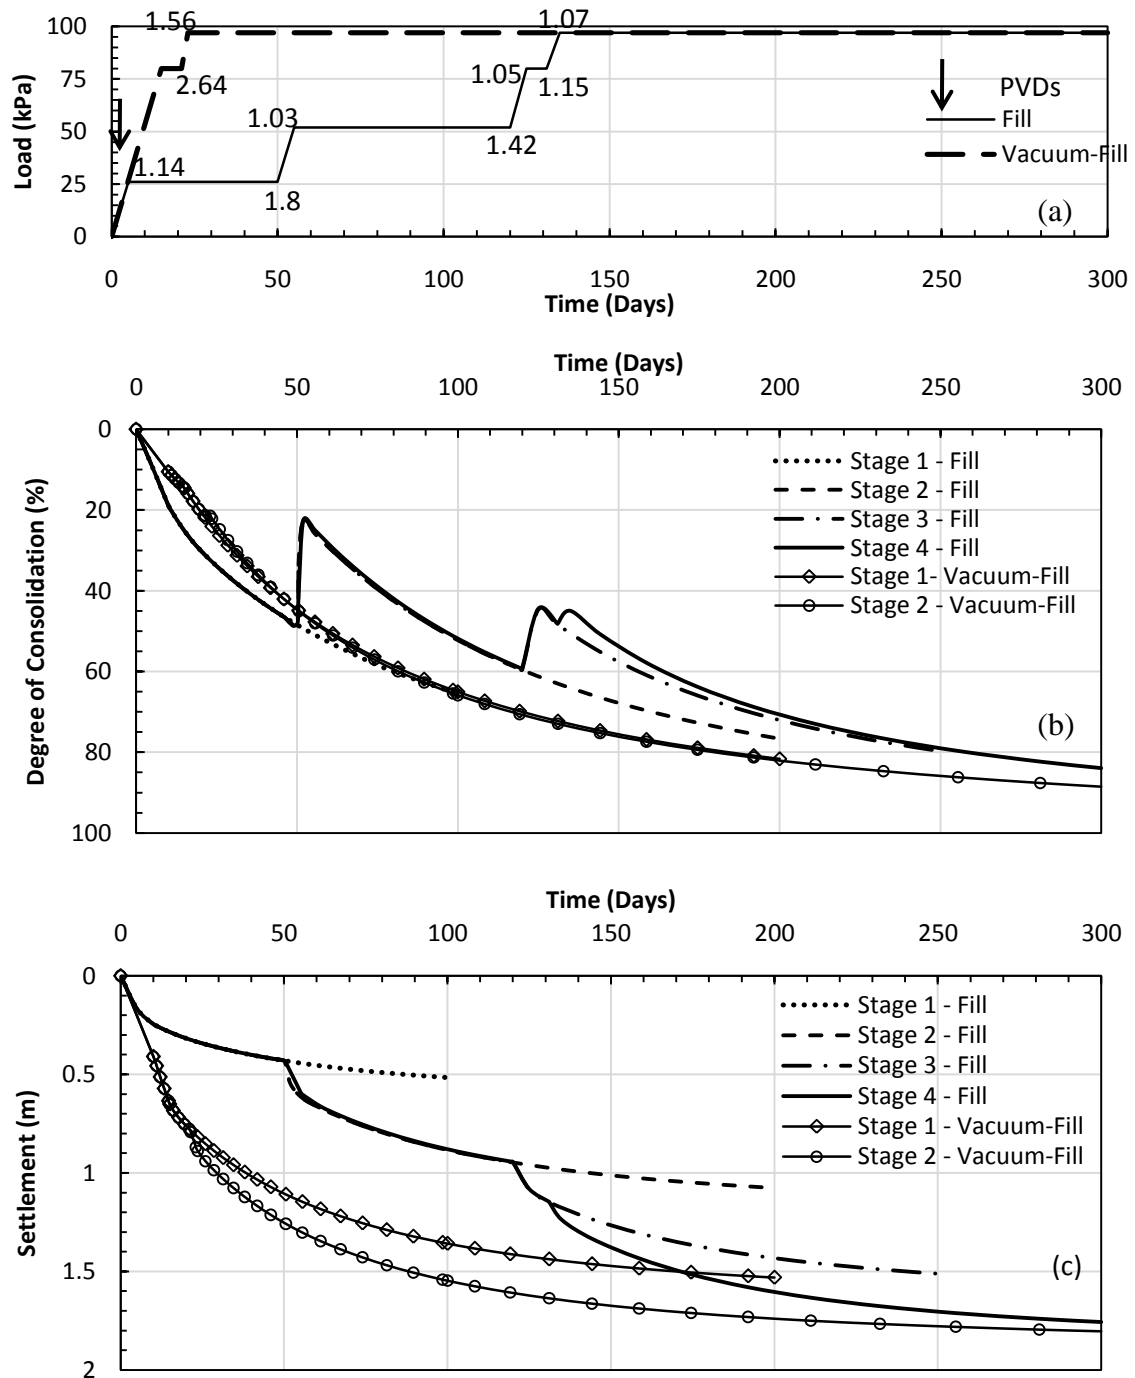 100
75
50
25
0
Load (kPa)
1.56
2.64
1.14
1.03
1.8
1.07
1.05
1.15
1.42
PVDs
Fill
Vacuum-Fill
(a)
0 50 100 150 200 250 300
Time (Days)
Time (Days)
0 50 100 150 200 250 300
0
20
40
60
80
100
Degree of Consolidation (%)
Stage 1 - Fill
Stage 2 - Fill
Stage 3 - Fill
Stage 4 - Fill
Stage 1- Vacuum-Fill
Stage 2 - Vacuum-Fill
(b)
Time (Days)
0 50 100 150 200 250 300
0
0.5
1
1.5
2
Settlement (m)
Stage 1 - Fill
Stage 2 - Fill
Stage 3 - Fill
Stage 4 - Fill
Stage 1 - Vacuum-Fill
Stage 2 - Vacuum-Fill
(c)